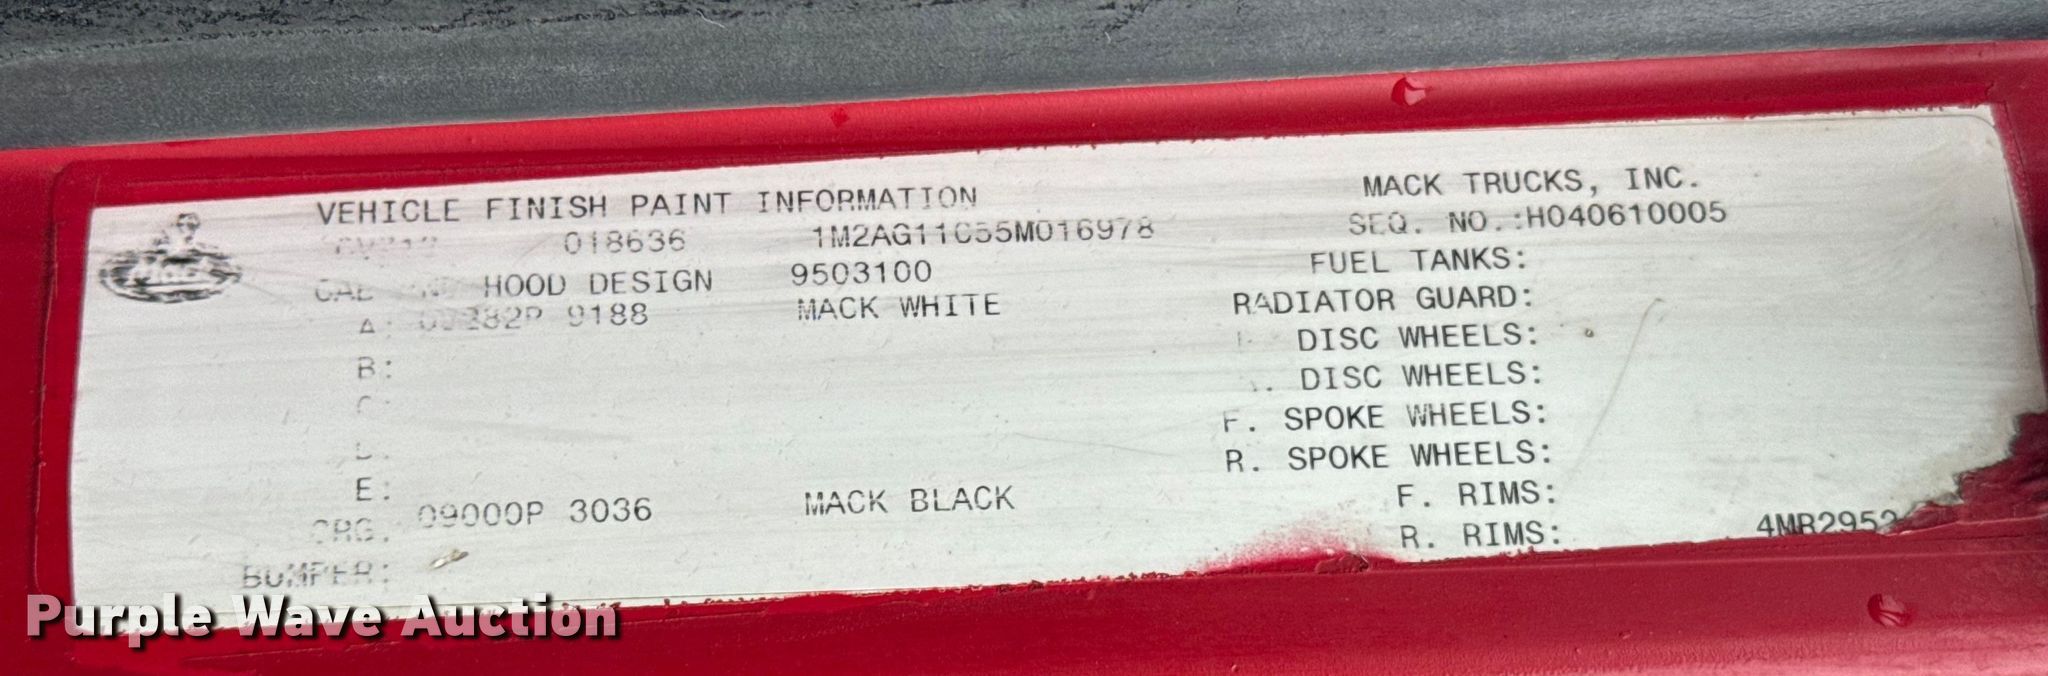 VEHICLE FINISH PAINT INFORMATION
MACK TRUCKS, INC.
018636 1M2AG11C55M016978
SEQ. NO.:H040610005
HOOD DESIGN 9503100
FUEL TANKS:
A: 9188 MACK WHITE
RADIATOR GUARD:
B:
DISC WHEELS:
DISC WHEELS:
F. SPOKE WHEELS:
R. SPOKE WHEELS:
E:
F. RIMS:
09000P 3036 MACK BLACK
R. RIMS:
BUMPER:
Mack
Purple Wave Auction